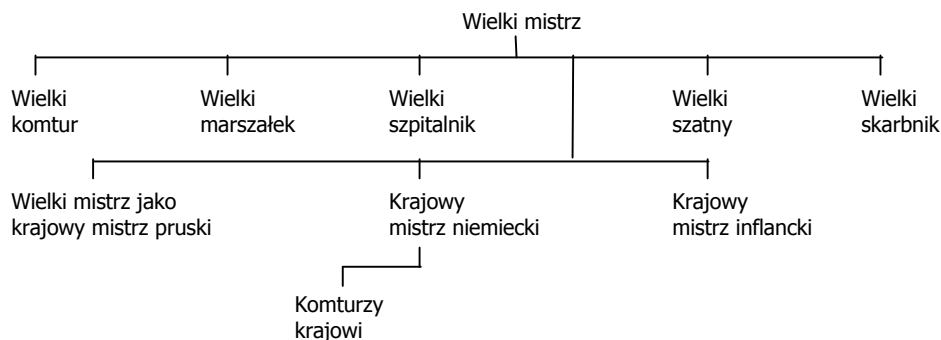 Wielki mistrz
Wielki
komtur
Wielki
marszałek
Wielki
szpitalnik
Wielki
szatny
Wielki
skarbnik
Wielki mistrz jako
krajowy mistrz pruski
Krajowy
mistrz niemiecki
Krajowy
mistrz inflancki
Komturzy
krajowi